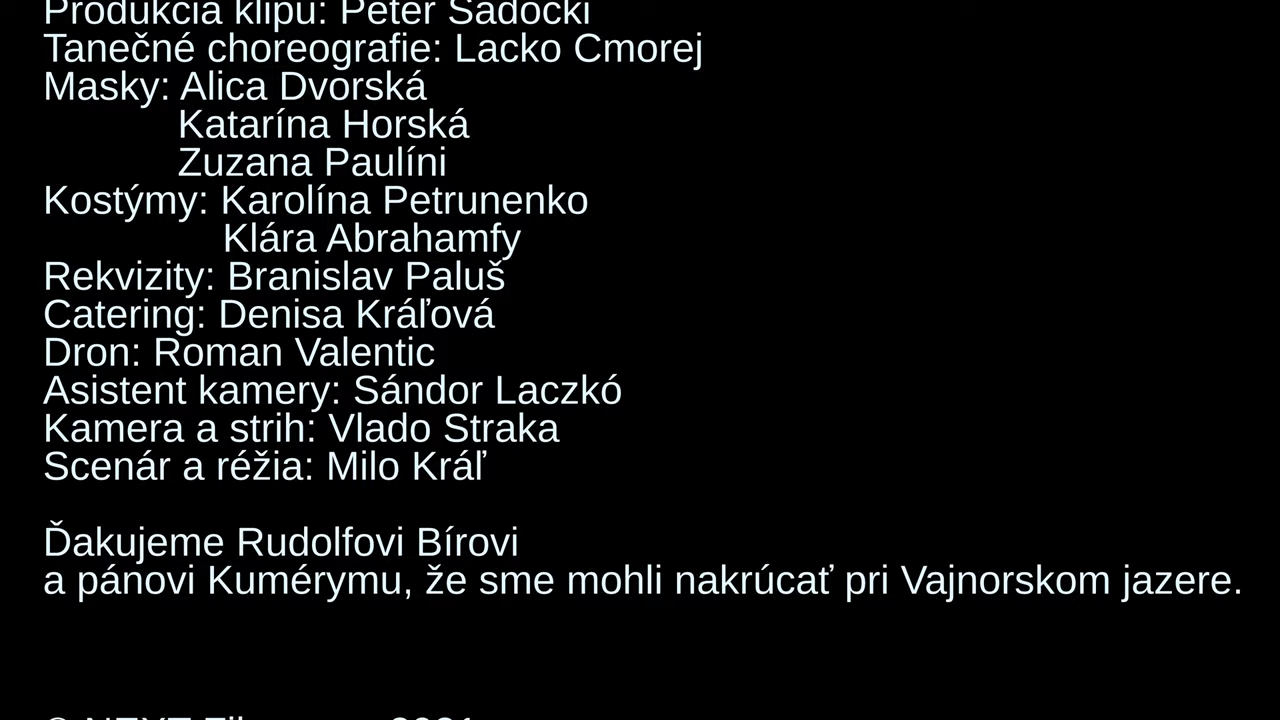 Produkcia klipu: Peter Sadocki
Tanečné choreografie: Lacko Cmorej
Masky: Alica Dvorská
Katarína Horská
Zuzana Paulíni
Kostýmy: Karolína Petrunenko
Klára Abrahamfy
Rekvizity: Branislav Paluš
Catering: Denisa Kráľová
Dron: Roman Valentic
Asistent kamery: Sándor Laczkó
Kamera a strih: Vlado Straka
Scenár a réžia: Milo Kráľ
Ďakujeme Rudolfovi Bírovi
a pánovi Kumérymu, že sme mohli nakrúcať pri Vajnorskom jazere.